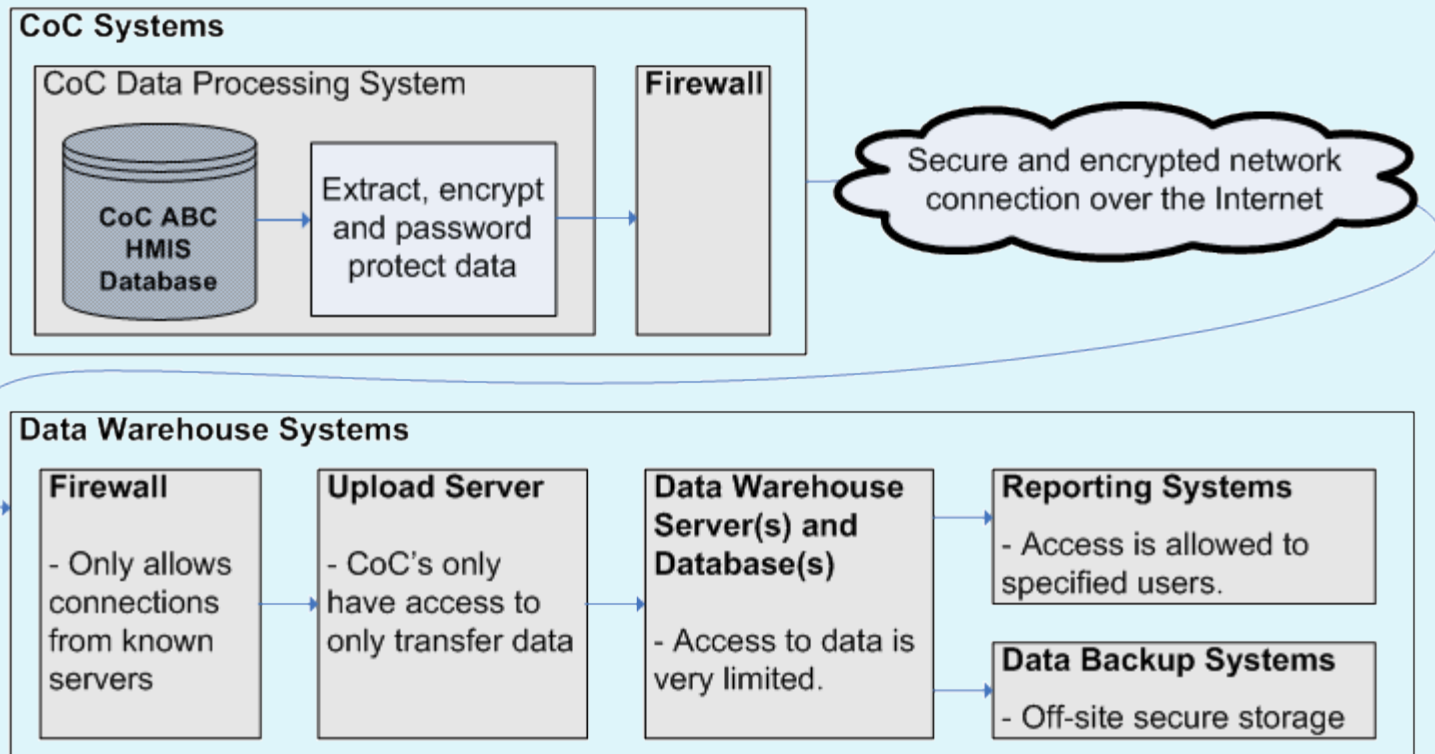 CoC Systems
CoC Data Processing System
CoC ABC
HMIS
Database
Extract, encrypt
and password
protect data
Firewall
Secure and encrypted network
connection over the Internet
Data Warehouse Systems
Firewall
- Only allows
connections
from known
servers
Upload Server
- CoC's only
have access to
only transfer data
Data Warehouse
Server(s) and
Database(s)
- Access to data is
very limited.
Reporting Systems
- Access is allowed to
specified users.
Data Backup Systems
- Off-site secure storage